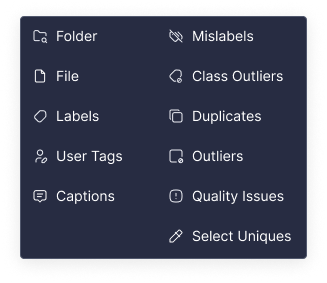 Folder
File
Labels
User Tags
Captions
Mislabels
Class Outliers
Duplicates
Outliers
Quality Issues
Select Uniques